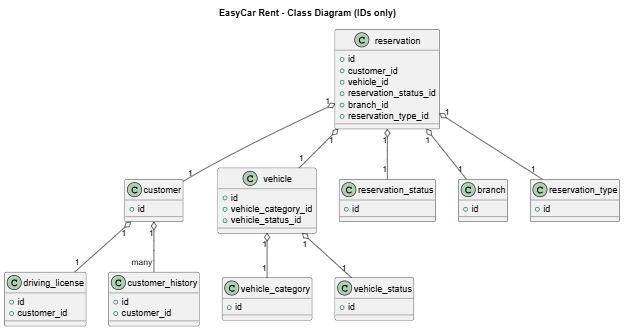 EasyCar Rent - Class Diagram (IDs only)
C reservation
id
customer_id
vehicle_id
reservation_status_id
branch_id
reservation_type_id
1
1
1
1
1
1
1
1
1
1
C customer
id
C vehicle
id
vehicle_category_id
vehicle_status_id
C reservation_status
id
C branch
id
C reservation_type
id
1
1
1
1
1
many
1
1
C driving_license
id
customer_id
C customer_history
id
customer_id
C vehicle_category
id
C vehicle_status
id